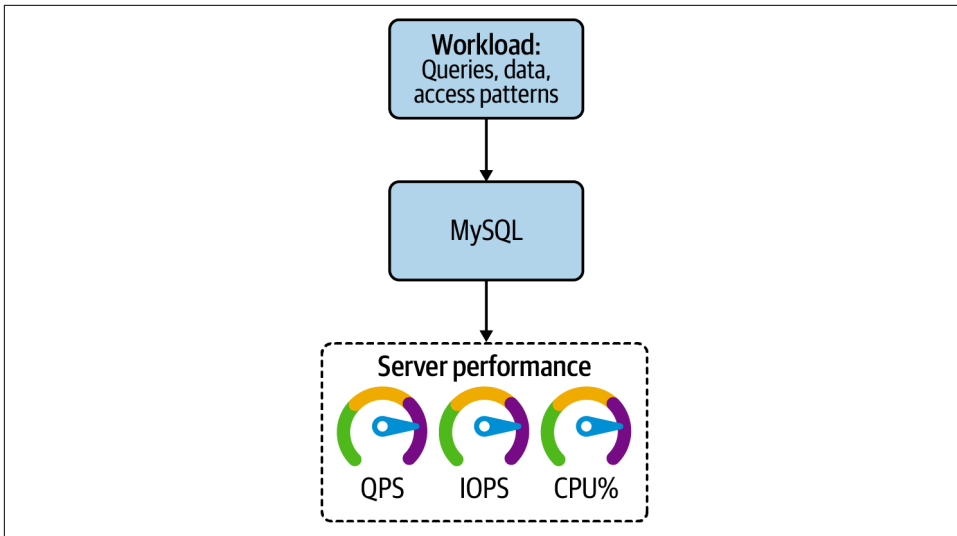 Workload:
Queries, data,
access patterns
MySQL
Server performance
QPS
IOPS
CPU%